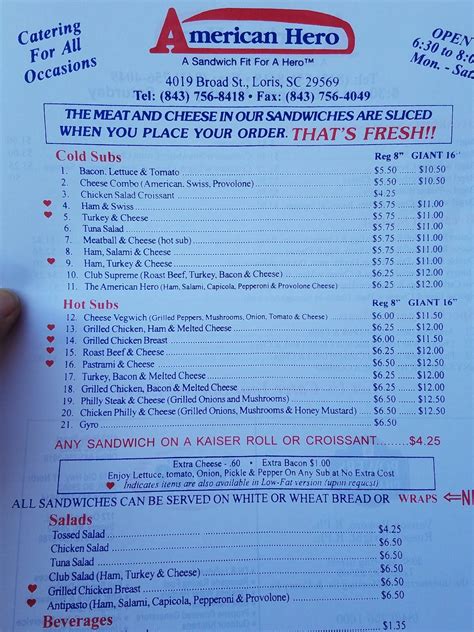 Catering
For All
Occasions
American Hero
A Sandwich Fit For A Hero™
4019 Broad St., Loris, SC 29569
Tel: (843) 756-8418 • Fax: (843) 756-4049
OPEN
6:30 to 8:
Mon. - Sa
THE MEAT AND CHEESE IN OUR SANDWICHES ARE SLICED
WHEN YOU PLACE YOUR ORDER. THAT'S FRESH!!
Cold Subs Reg 8" GIANT 16"
1. Bacon, Lettuce & Tomato $5.50 $10.50
2. Cheese Combo (American, Swiss, Provolone) $5.50 $10.50
3. Chicken Salad Croissant $4.25
4. Ham & Swiss $5.75 $11.00
5. Turkey & Cheese $5.75 $11.00
6. Tuna Salad $5.75 $11.00
7. Meatball & Cheese (hot sub) $5.75 $11.00
8. Ham, Salami & Cheese $5.75 $11.00
9. Ham, Turkey & Cheese $6.25 $12.00
10. Club Supreme (Roast Beef, Turkey, Bacon & Cheese) $6.25 $12.00
11. The American Hero (Ham, Salami, Capicola, Pepperoni & Provolone Cheese) $6.25 $12.00
Hot Subs Reg 8" GIANT 16"
12. Cheese Vegwich (Grilled Peppers, Mushrooms, Onion, Tomato & Cheese) $6.00 $11.50
13. Grilled Chicken, Ham & Melted Cheese $6.25 $12.00
14. Grilled Chicken Breast $6.00 $11.50
15. Roast Beef & Cheese $6.25 $12.00
16. Pastrami & Cheese $6.25 $12.00
17. Turkey, Bacon & Melted Cheese $6.25 $12.00
18. Grilled Chicken, Bacon & Melted Cheese $6.25 $12.00
19. Philly Steak & Cheese (Grilled Onions and Mushrooms) $6.50 $12.00
20. Chicken Philly & Cheese (Grilled Onions, Mushrooms & Honey Mustard) $6.50 $12.00
21. Gyro $6.50
ANY SANDWICH ON A KAISER ROLL OR CROISSANT........$4.25
Extra Cheese - .60 • Extra Bacon $1.00
Enjoy Lettuce, tomato, Onion, Pickle & Pepper On Any Sub at No Extra Cost
Indicates items are also available in Low-Fat version (upon request)
ALL SANDWICHES CAN BE SERVED ON WHITE OR WHEAT BREAD OR WRAPS
Salads
Tossed Salad $4.25
Chicken Salad $6.50
Tuna Salad $6.50
Club Salad (Ham, Turkey & Cheese) $6.50
Grilled Chicken Breast $6.50
Antipasto (Ham, Salami, Capicola, Pepperoni & Provolone) $6.50
Beverages $1.35